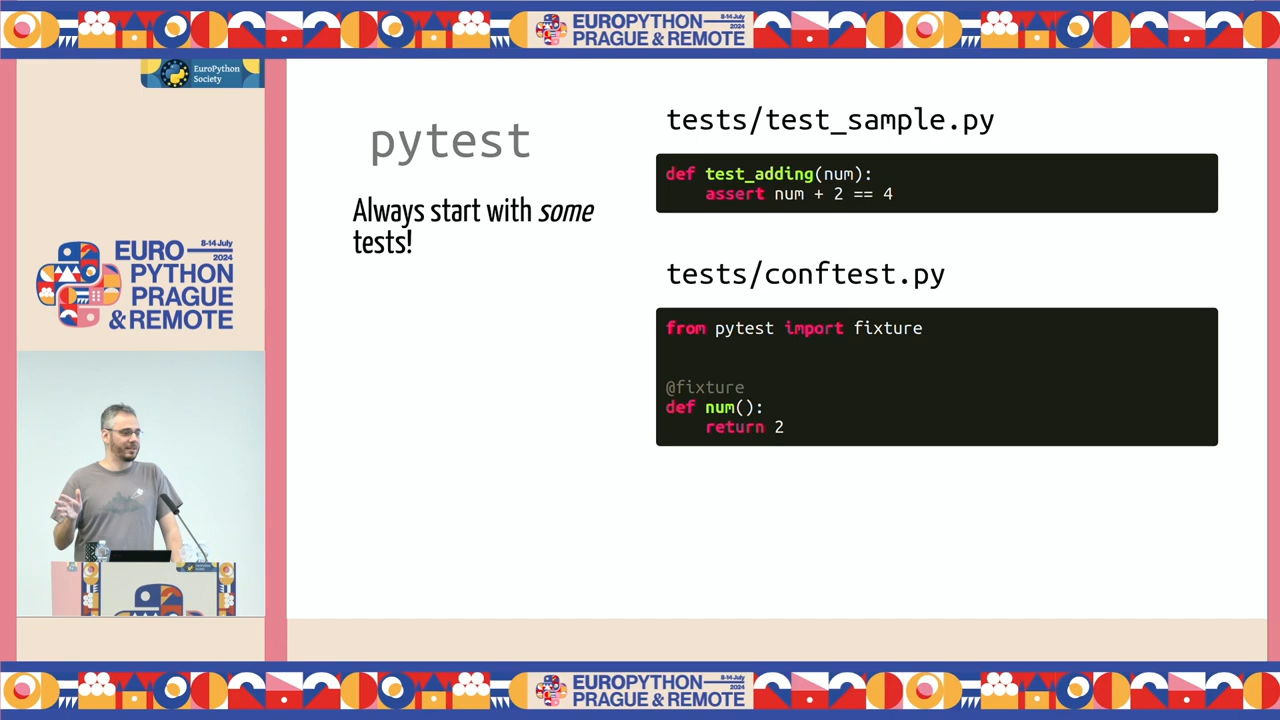 EUROPYTHON
8-14 July
2024
PRAGUE & REMOTE
EuroPython
Society
EURO
8-14 July
2024
PYTHON
PRAGUE
& REMOTE
pytest
Always start with some
tests!
tests/test_sample.py
def test_adding(num):
    assert num + 2 == 4
tests/conftest.py
from pytest import fixture
@fixture
def num():
    return 2
EUROPYTHON
8-14 July
2024
PRAGUE & REMOTE